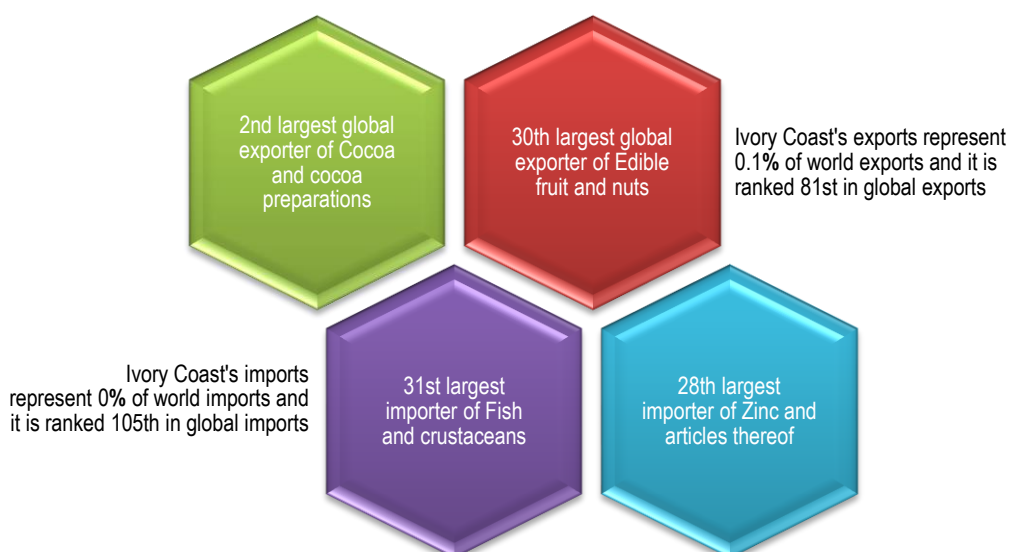 2nd largest global
exporter of Cocoa
and cocoa
preparations
30th largest global
exporter of Edible
fruit and nuts
Ivory Coast's exports represent
0.1% of world exports and it is
ranked 81st in global exports
Ivory Coast's imports
represent 0% of world imports and
it is ranked 105th in global imports
31st largest
importer of Fish
and crustaceans
28th largest
importer of Zinc and
articles thereof